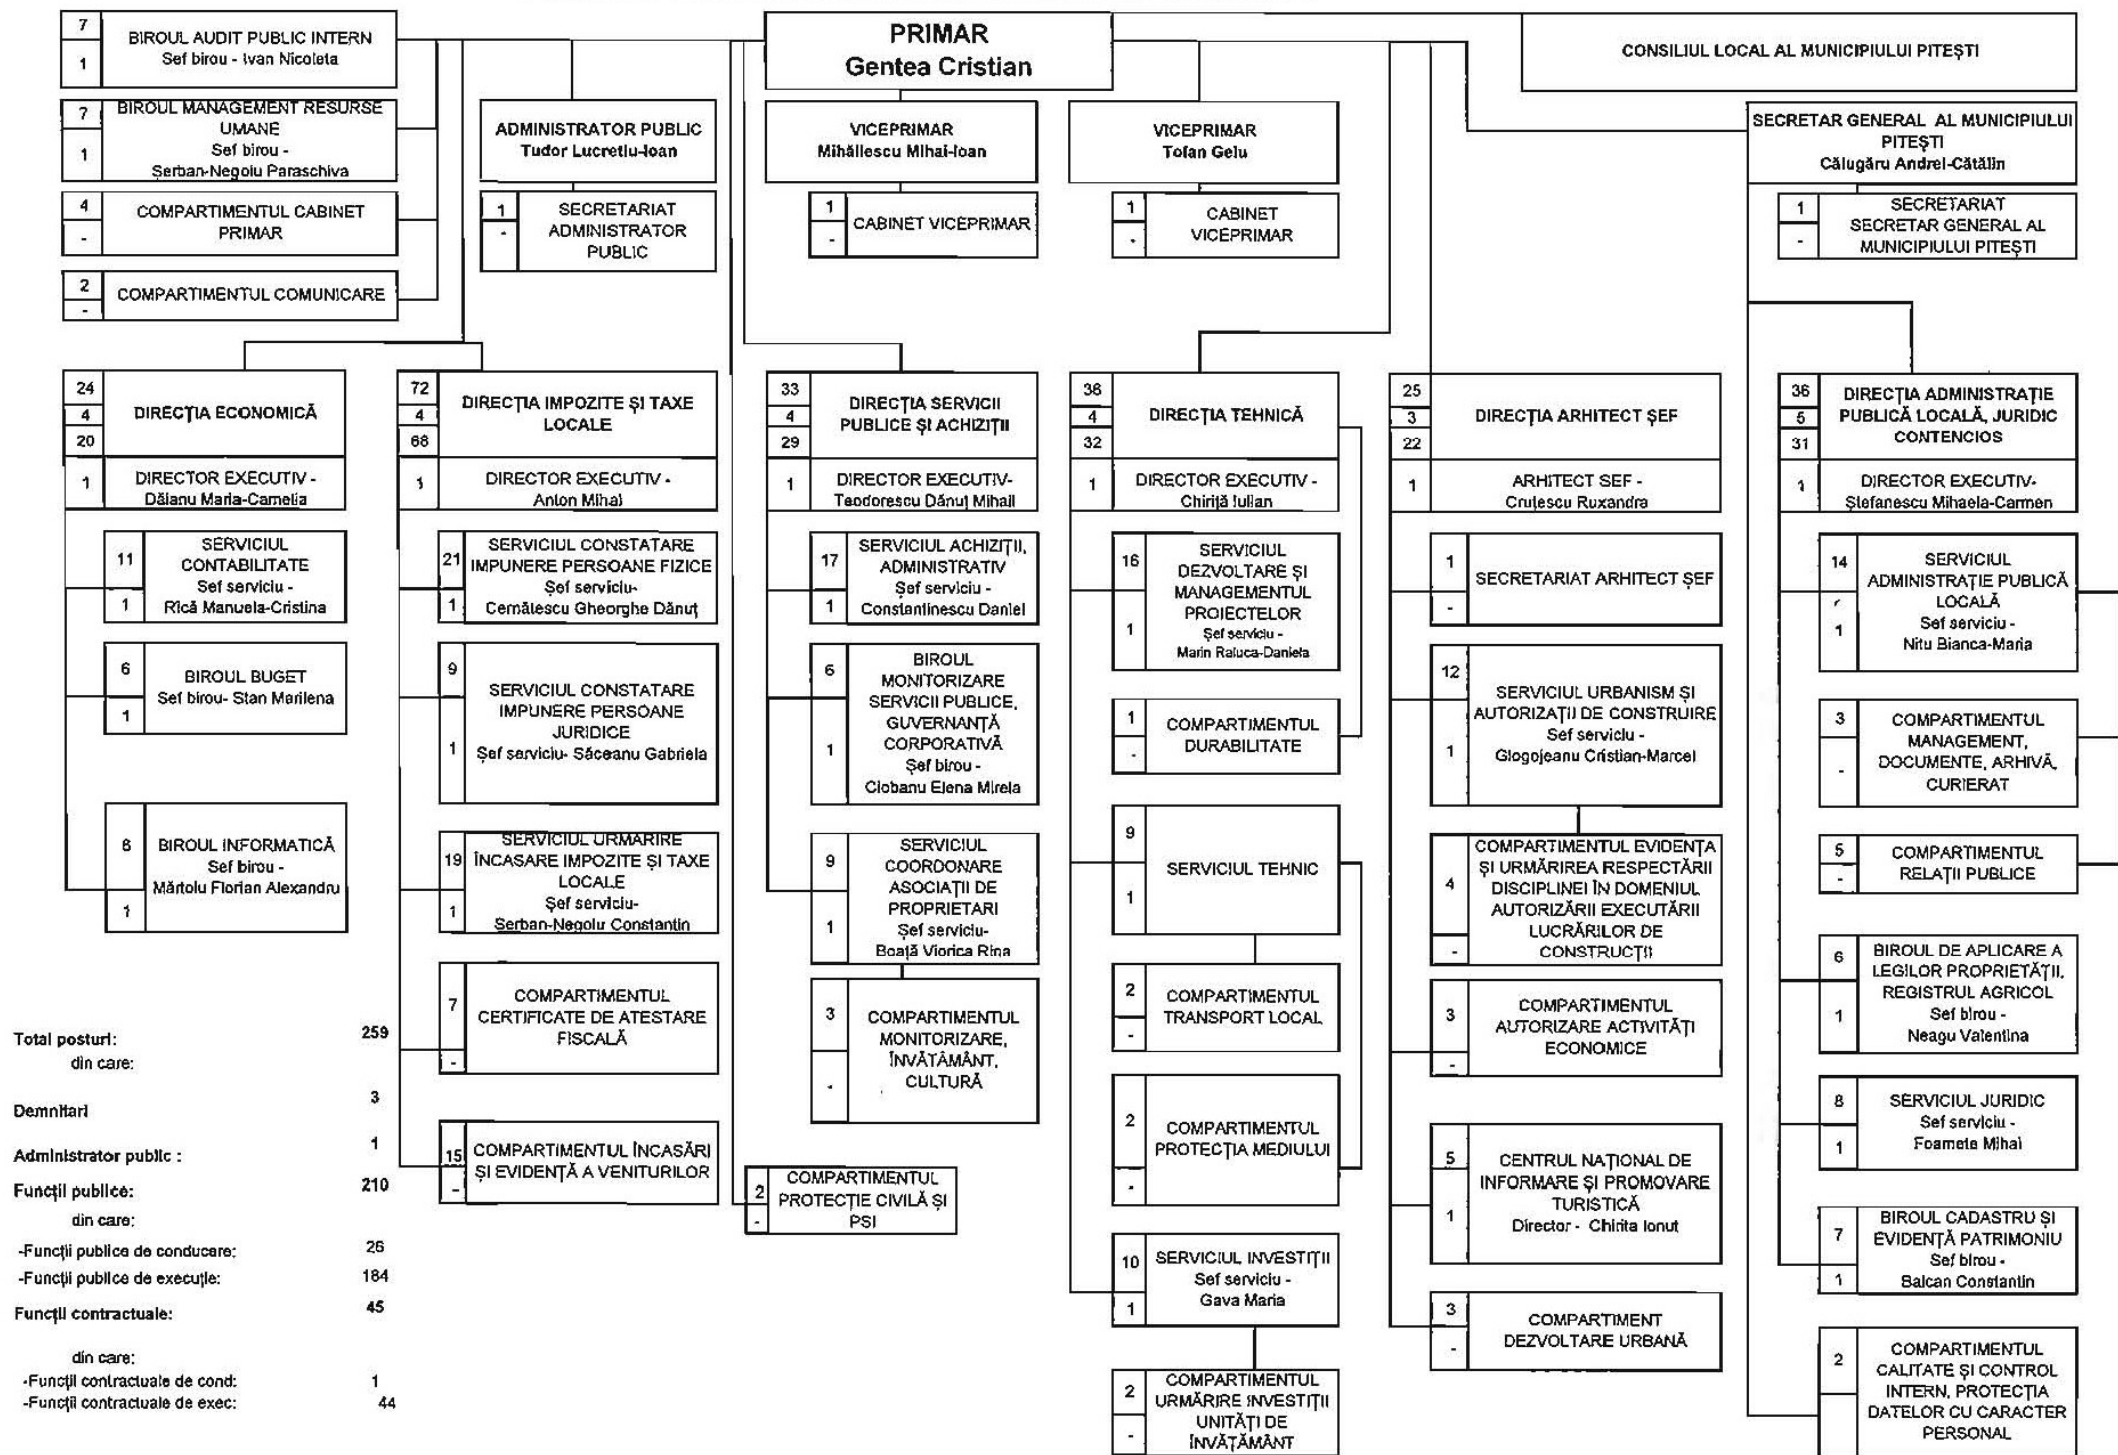 7
1
BIROUL AUDIT PUBLIC INTERN
Sef birou - Ivan Nicoleta
PRIMAR
Gentea Cristian
CONSILIUL LOCAL AL MUNICIPIULUI PITEȘTI
7
1
BIROUL MANAGEMENT RESURSE
UMANE
Sef birou -
Serban-Negoiu Paraschiva
ADMINISTRATOR PUBLIC
Tudor Lucretiu-Ioan
VICEPRIMAR
Mihăilescu Mihai-Ioan
VICEPRIMAR
Tofan Gelu
SECRETAR GENERAL AL MUNICIPIULUI
PITEȘTI
Călugăru Andrei-Cătălin
4
-
COMPARTIMENTUL CABINET
PRIMAR
1
-
SECRETARIAT
ADMINISTRATOR
PUBLIC
1
-
CABINET VICEPRIMAR
1
-
CABINET
VICEPRIMAR
1
-
SECRETARIAT
SECRETAR GENERAL AL
MUNICIPIULUI PITEȘTI
2
-
COMPARTIMENTUL COMUNICARE
24
4
20
DIRECȚIA ECONOMICĂ
1
DIRECTOR EXECUTIV -
Dăianu Maria-Camelia
11
1
SERVICIUL
CONTABILITATE
Sef serviciu -
Rîcă Manuela-Cristina
6
1
BIROUL BUGET
Sef birou- Stan Marilena
6
1
BIROUL INFORMATICĂ
Sef birou -
Mărtoiu Florian Alexandru
72
4
68
DIRECȚIA IMPOZITE ȘI TAXE
LOCALE
1
DIRECTOR EXECUTIV -
Anton Mihai
21
1
SERVICIUL CONSTATARE
IMPUNERE PERSOANE FIZICE
Șef serviciu-
Cernătescu Gheorghe Dănuț
9
1
SERVICIUL CONSTATARE
IMPUNERE PERSOANE
JURIDICE
Șef serviciu- Săceanu Gabriela
19
1
SERVICIUL URMĂRIRE
ÎNCASARE IMPOZITE ȘI TAXE
LOCALE
Șef serviciu-
Serban-Negoiu Constantin
7
-
COMPARTIMENTUL
CERTIFICATE DE ATESTARE
FISCALĂ
15
-
COMPARTIMENTUL ÎNCASĂRI
ȘI EVIDENȚĂ A VENITURILOR
33
4
29
DIRECȚIA SERVICII
PUBLICE ȘI ACHIZIȚII
1
DIRECTOR EXECUTIV-
Teodorescu Dănuț Mihail
17
1
SERVICIUL ACHIZIȚII,
ADMINISTRATIV
Șef serviciu -
Constantinescu Daniel
6
1
BIROUL
MONITORIZARE
SERVICII PUBLICE,
GUVERNANȚĂ
CORPORATIVĂ
Șef birou -
Ciobanu Elena Mirela
9
1
SERVICIUL
COORDONARE
ASOCIAȚII DE
PROPRIETARI
Șef serviciu-
Boață Viorica Rina
3
-
COMPARTIMENTUL
MONITORIZARE,
ÎNVĂȚĂMÂNT,
CULTURĂ
2
-
COMPARTIMENTUL
PROTECȚIE CIVILĂ ȘI
PSI
36
4
32
DIRECȚIA TEHNICĂ
1
DIRECTOR EXECUTIV -
Chiriță Iulian
16
1
SERVICIUL
DEZVOLTARE ȘI
MANAGEMENTUL
PROIECTELOR
Șef serviciu -
Marin Raluca-Daniela
1
-
COMPARTIMENTUL
DURABILITATE
9
1
SERVICIUL TEHNIC
2
-
COMPARTIMENTUL
TRANSPORT LOCAL
2
-
COMPARTIMENTUL
PROTECȚIA MEDIULUI
10
1
SERVICIUL INVESTIȚII
Sef serviciu -
Gava Maria
2
-
COMPARTIMENTUL
URMĂRIRE INVESTIȚII
UNITĂȚI DE
ÎNVĂȚĂMÂNT
25
3
22
DIRECȚIA ARHITECT ȘEF
1
ARHITECT SEF -
Cruțescu Ruxandra
1
-
SECRETARIAT ARHITECT ȘEF
12
1
SERVICIUL URBANISM ȘI
AUTORIZAȚII DE CONSTRUIRE
Sef serviciu -
Glogojeanu Cristian-Marcel
4
-
COMPARTIMENTUL EVIDENȚA
ȘI URMĂRIREA RESPECTĂRII
DISCIPLINEI ÎN DOMENIUL
AUTORIZĂRII EXECUTĂRII
LUCRĂRILOR DE
CONSTRUCȚII
3
-
COMPARTIMENTUL
AUTORIZARE ACTIVITĂȚI
ECONOMICE
5
1
CENTRUL NAȚIONAL DE
INFORMARE ȘI PROMOVARE
TURISTICĂ
Director - Chirita Ionut
3
-
COMPARTIMENT
DEZVOLTARE URBANĂ
36
5
31
DIRECȚIA ADMINISTRAȚIE
PUBLICĂ LOCALĂ, JURIDIC
CONTENCIOS
1
DIRECTOR EXECUTIV-
Ștefanescu Mihaela-Carmen
14
1
SERVICIUL
ADMINISTRAȚIE PUBLICĂ
LOCALĂ
Sef serviciu -
Nitu Bianca-Maria
3
-
COMPARTIMENTUL
MANAGEMENT,
DOCUMENTE, ARHIVĂ,
CURIERAT
5
-
COMPARTIMENTUL
RELAȚII PUBLICE
6
1
BIROUL DE APLICARE A
LEGILOR PROPRIETĂȚII,
REGISTRUL AGRICOL
Sef birou -
Neagu Valentina
8
1
SERVICIUL JURIDIC
Sef serviciu -
Foamete Mihai
7
1
BIROUL CADASTRU ȘI
EVIDENȚĂ PATRIMONIU
Sef birou -
Balcan Constantin
2
COMPARTIMENTUL
CALITATE ȘI CONTROL
INTERN, PROTECȚIA
DATELOR CU CARACTER
PERSONAL
Total posturi: 259
din care:
Demnitari 3
Administrator public : 1
Funcții publice: 210
din care:
-Funcții publice de conducere: 26
-Funcții publice de execuție: 184
Funcții contractuale: 45
din care:
-Funcții contractuale de cond: 1
-Funcții contractuale de exec: 44